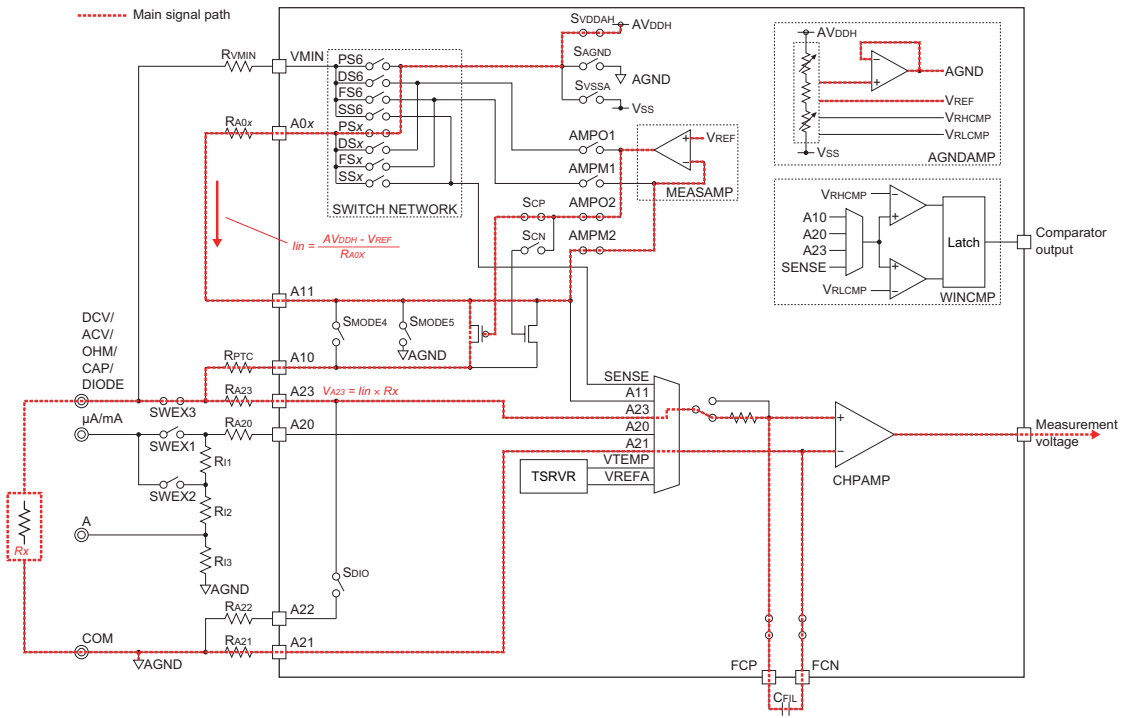 Main signal path
RVMIN
VMIN
PS6
DS6
FS6
SS6
PSx
DSx
FSx
SSx
SWITCH NETWORK
RA0x
A0x
SVDDAH
AVDDH
SAGND
AGND
SVSSA
VSS
AMPO1
AMPM1
AMPO2
AMPM2
VREF
+
−
MEASAMP
SCP
SCN
AVDDH
−
+
AGND
VREF
VRHCMP
VRLCMP
VSS
AGNDAMP
VRHCMP
−
+
A10
A20
A23
SENSE
+
−
VRLCMP
Latch
WINCMP
Comparator
output
Iin = AVDDH - VREF
RA0X
A11
SMODE4
SMODE5
AGND
DCV/
ACV/
OHM/
CAP/
DIODE
RPTC
A10
RA23
A23
VA23 = Iin × Rx
SWEX3
µA/mA
SWEX1
RA20
A20
RI1
SWEX2
RI2
A
RI3
AGND
Rx
SDIO
RA22
A22
COM
AGND
RA21
A21
SENSE
A11
A23
A20
A21
VTEMP
VREFA
TSRVR
+
−
CHPAMP
Measurement
voltage
FCP
FCN
CFIL